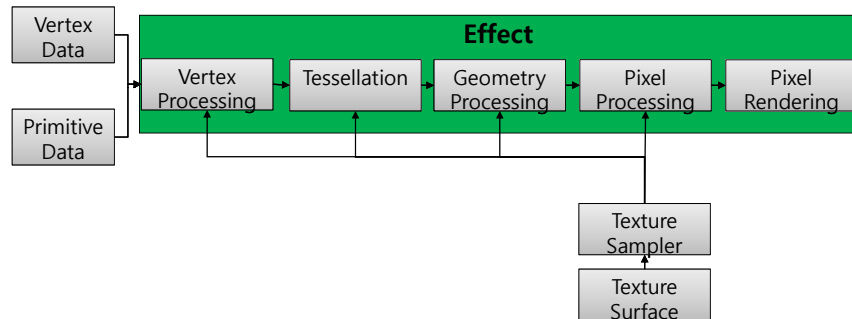 Vertex
Data
Effect
Vertex
Processing
Tessellation
Geometry
Processing
Pixel
Processing
Pixel
Rendering
Primitive
Data
Texture
Sampler
Texture
Surface